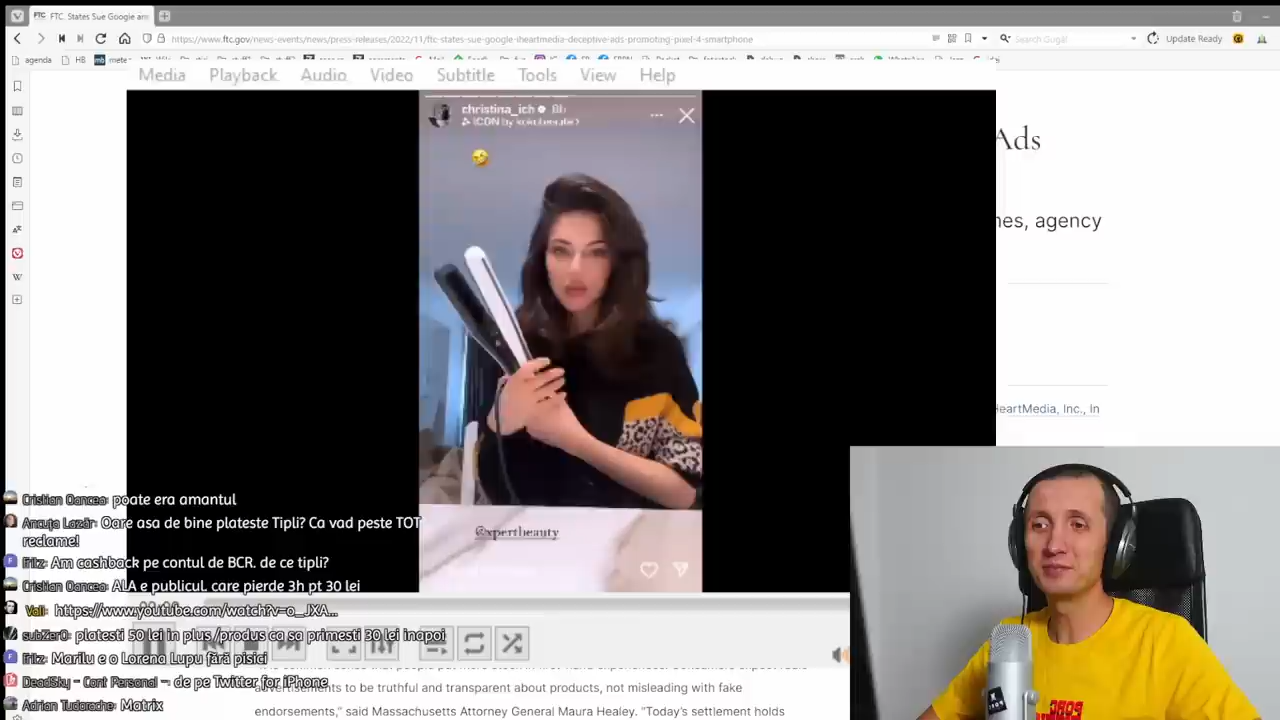 FTC, States Sue Google an
https://www.ftc.gov/news-events/news/press-releases/2022/11/ftc-states-sue-google-iheartmedia-deceptive-ads-promoting-pixel-4-smartphone
Search Gugăl
Update Ready
agenda
HB
Media Playback Audio Video Subtitle Tools View Help
christina_ich
ICON by
Ads
nes, agency
HeartMedia, Inc., In
@xpertbeauty
Cristian Oancea: poate era amantul
Ancuța Lazăr: Oare asa de bine plateste Tipli? Ca vad peste TOT
reclame!
Am cashback pe contul de BCR. de ce tipli?
Cristian Oancea: ALA e publicul. care pierde 3h pt 30 lei
Vali: https://www.youtube.com/watch?v=o_JXA...
subZer0: platesti 50 lei in plus /produs ca sa primesti 30 lei inapoi
Marilu e o Lorena Lupu fără pisici
DeadSky - Cont Personal -: de pe Twitter for iPhone
Adrian Tudorache: Matrix
advertisements to be truthful and transparent about products, not misleading with fake
endorsements,” said Massachusetts Attorney General Maura Healey. “Today’s settlement holds